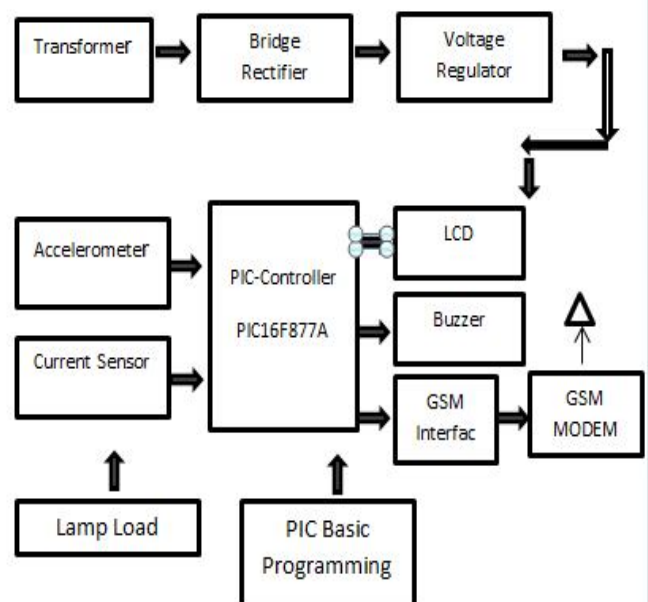 Transformer
Bridge
Rectifier
Voltage
Regulator
Accelerometer
Current Sensor
PIC-Controller
PIC16F877A
LCD
Buzzer
GSM
Interfac
GSM
MODEM
Lamp Load
PIC Basic
Programming